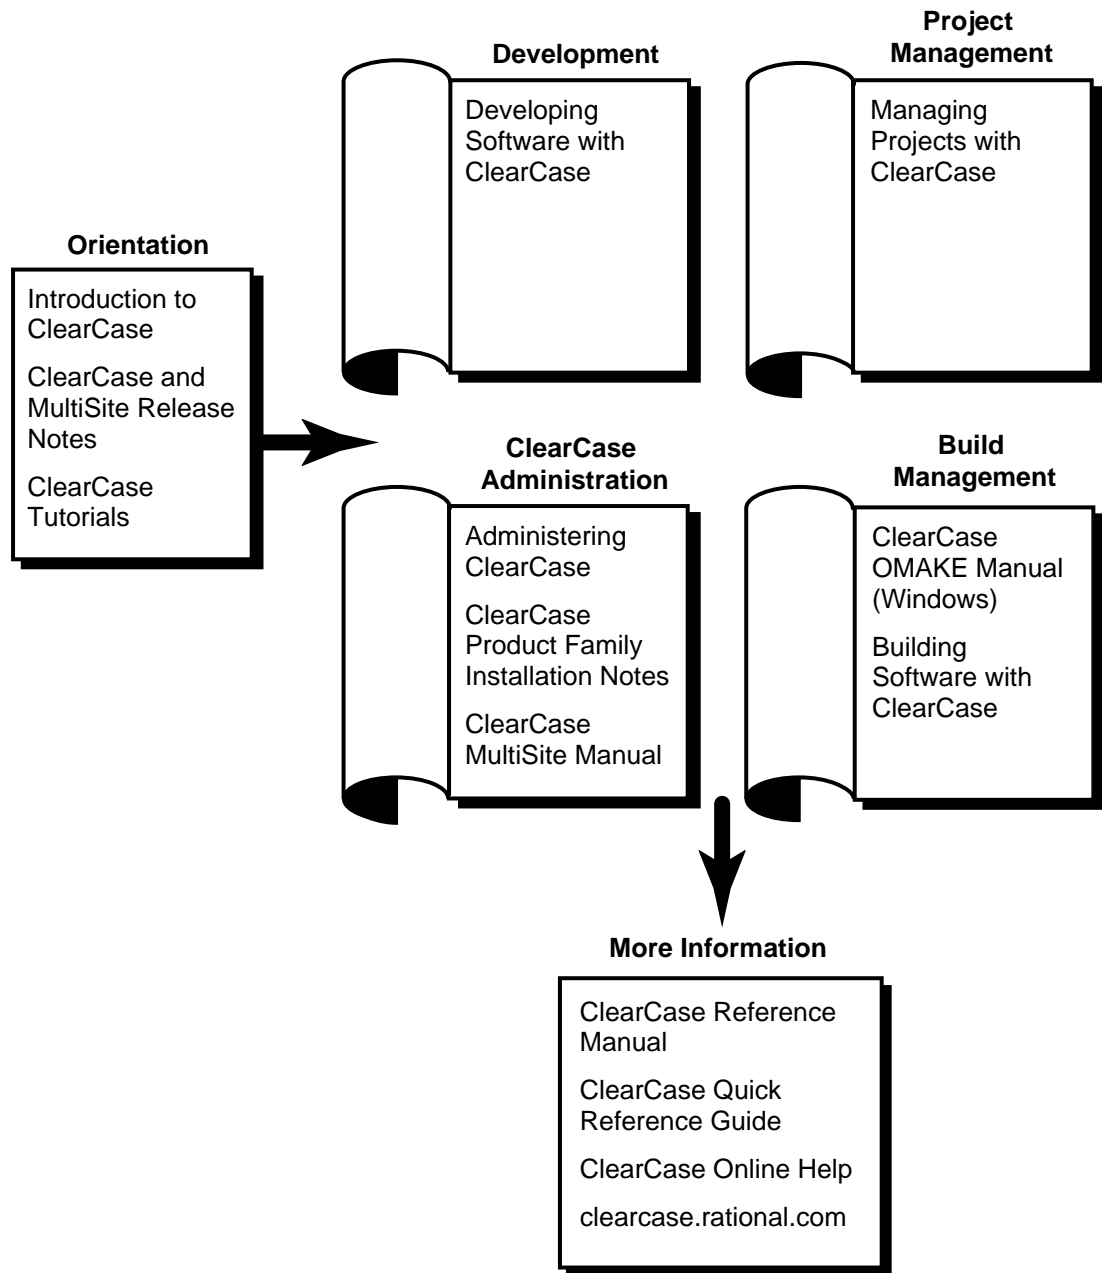 Orientation
Introduction to
ClearCase
ClearCase and
MultiSite Release
Notes
ClearCase
Tutorials
Development
Developing
Software with
ClearCase
Project
Management
Managing
Projects with
ClearCase
ClearCase
Administration
Administering
ClearCase
ClearCase
Product Family
Installation Notes
ClearCase
MultiSite Manual
Build
Management
ClearCase
OMAKE Manual
(Windows)
Building
Software with
ClearCase
More Information
ClearCase Reference
Manual
ClearCase Quick
Reference Guide
ClearCase Online Help
clearcase.rational.com